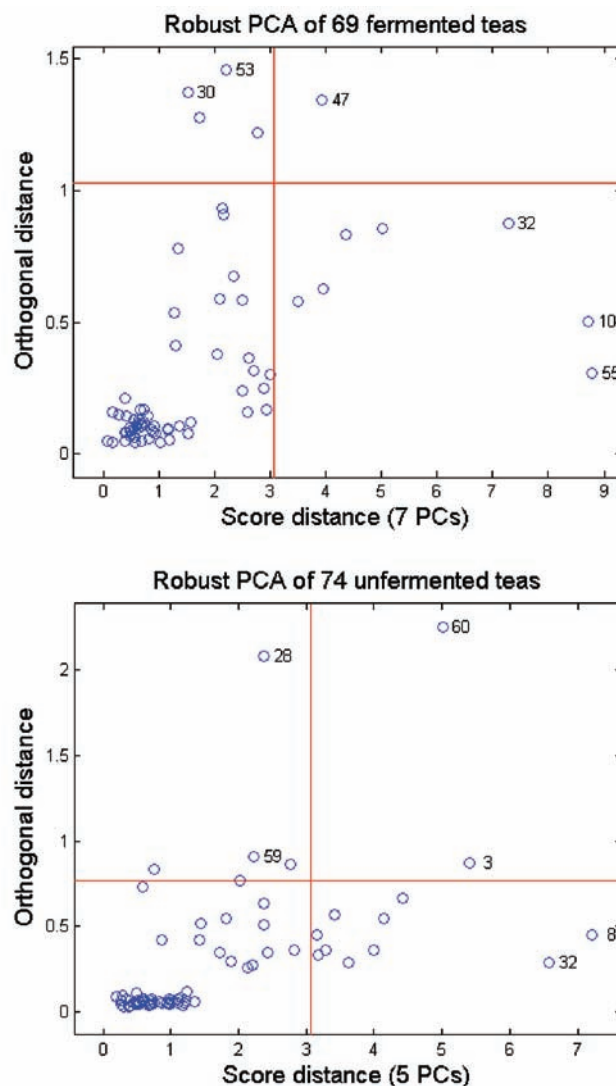 Robust PCA of 69 fermented teas
1.5
1
0.5
0
Orthogonal distance
53
30
47
32
10
55
0 1 2 3 4 5 6 7 8 9
Score distance (7 PCs)
Robust PCA of 74 unfermented teas
2
1.5
1
0.5
0
Orthogonal distance
60
28
59
3
8
32
0 1 2 3 4 5 6 7
Score distance (5 PCs)